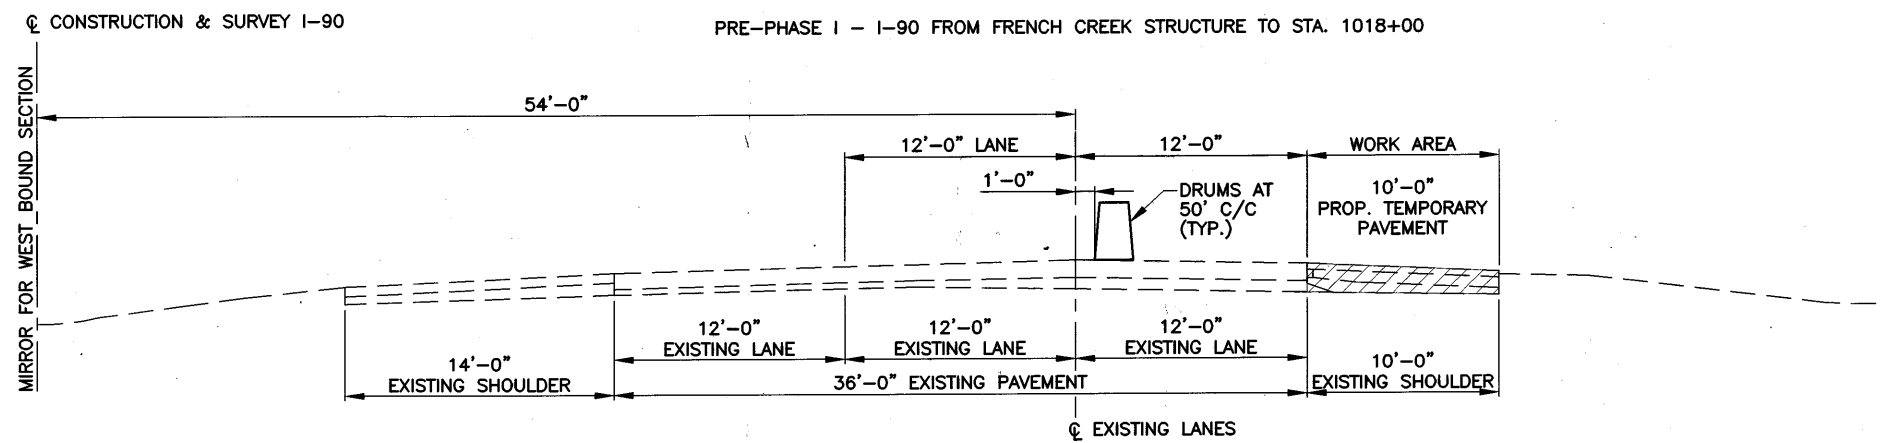 ℄ CONSTRUCTION & SURVEY I-90
PRE-PHASE I - I-90 FROM FRENCH CREEK STRUCTURE TO STA. 1018+00
MIRROR FOR WEST BOUND SECTION
54'-0"
12'-0" LANE
12'-0"
WORK AREA
1'-0"
DRUMS AT
50' C/C
(TYP.)
10'-0"
PROP. TEMPORARY
PAVEMENT
12'-0"
EXISTING LANE
12'-0"
EXISTING LANE
12'-0"
EXISTING LANE
14'-0"
EXISTING SHOULDER
36'-0" EXISTING PAVEMENT
10'-0"
EXISTING SHOULDER
℄ EXISTING LANES